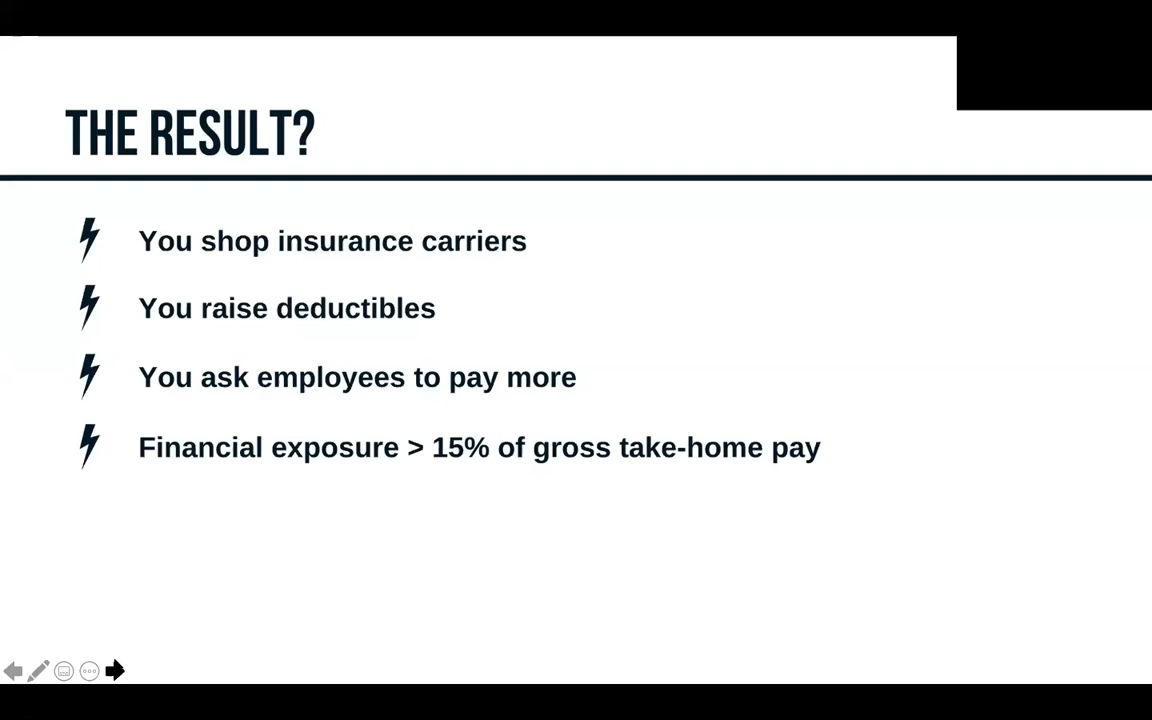 THE RESULT?
You shop insurance carriers
You raise deductibles
You ask employees to pay more
Financial exposure > 15% of gross take-home pay